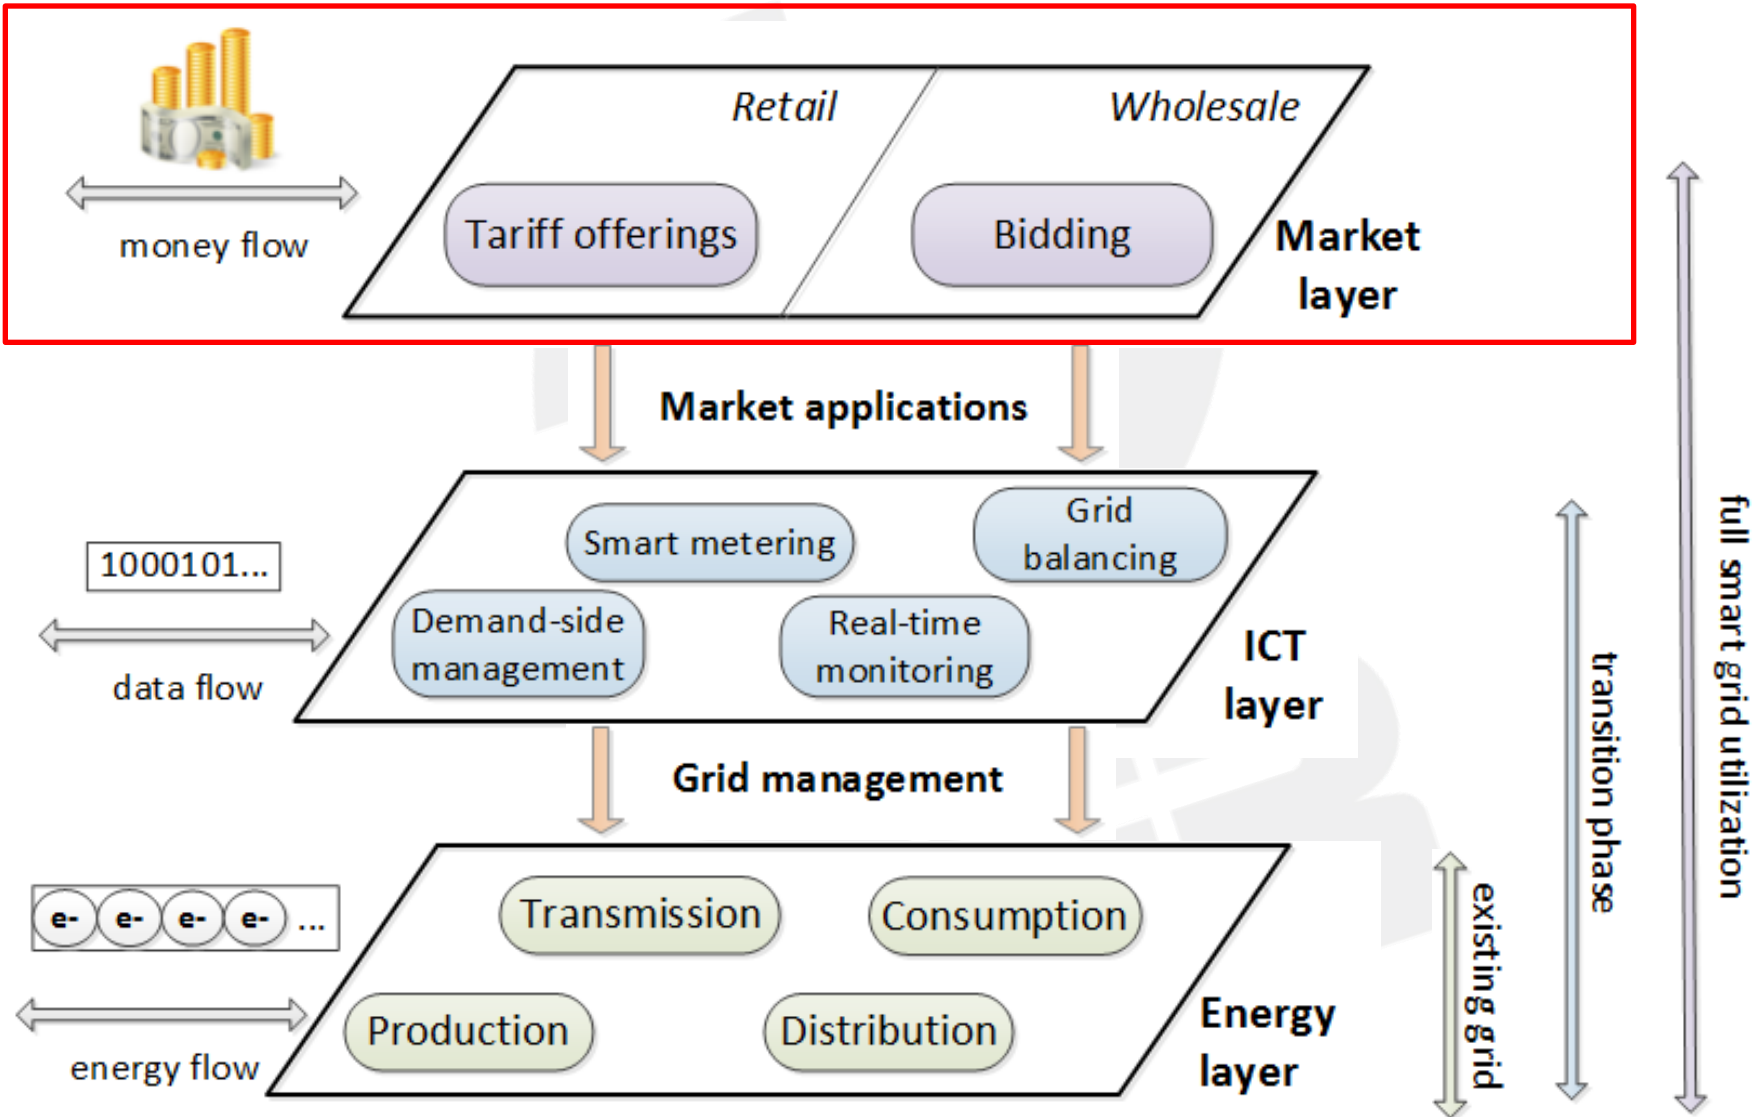 Retail
Wholesale
Tariff offerings
Bidding
money flow
Market
layer
Market applications
Smart metering
Grid
balancing
1000101...
Demand-side
management
Real-time
monitoring
data flow
ICT
layer
Grid management
Transmission
Consumption
e- e- e- e- ...
Production
Distribution
energy flow
Energy
layer
existing grid
transition phase
full smart grid utilization